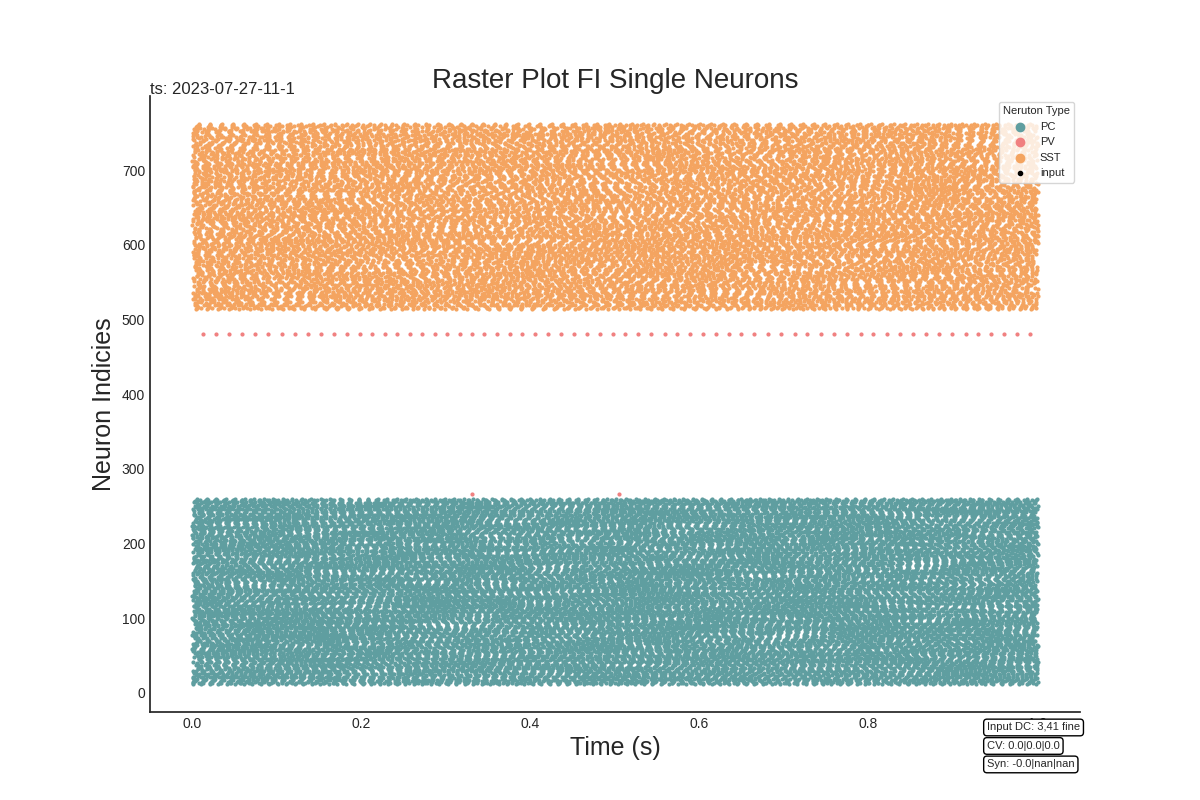 Raster Plot FI Single Neurons
ts: 2023-07-27-11-1
Neruton Type
PC
PV
SST
input
Neuron Indicies
700
600
500
400
300
200
100
0
0.0
0.2
0.4
0.6
0.8
Time (s)
Input DC: 3,41 fine
CV: 0.0|0.0|0.0
Syn: -0.0|nan|nan